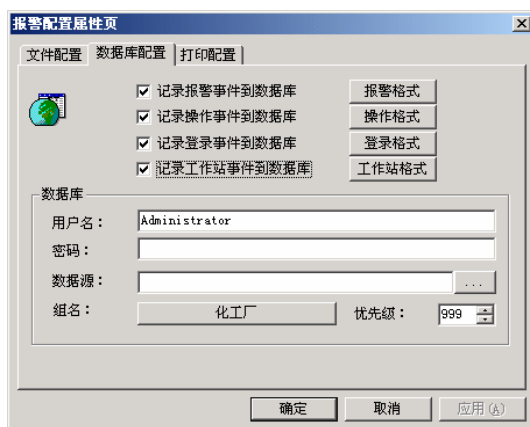 报警配置属性页
文件配置 数据库配置 打印配置
记录报警事件到数据库 报警格式
记录操作事件到数据库 操作格式
记录登录事件到数据库 登录格式
记录工作站事件到数据库 工作站格式
数据库
用户名： Administrator
密码：
数据源： ...
组名： 化工厂 优先级： 999
确定 取消 应用(A)